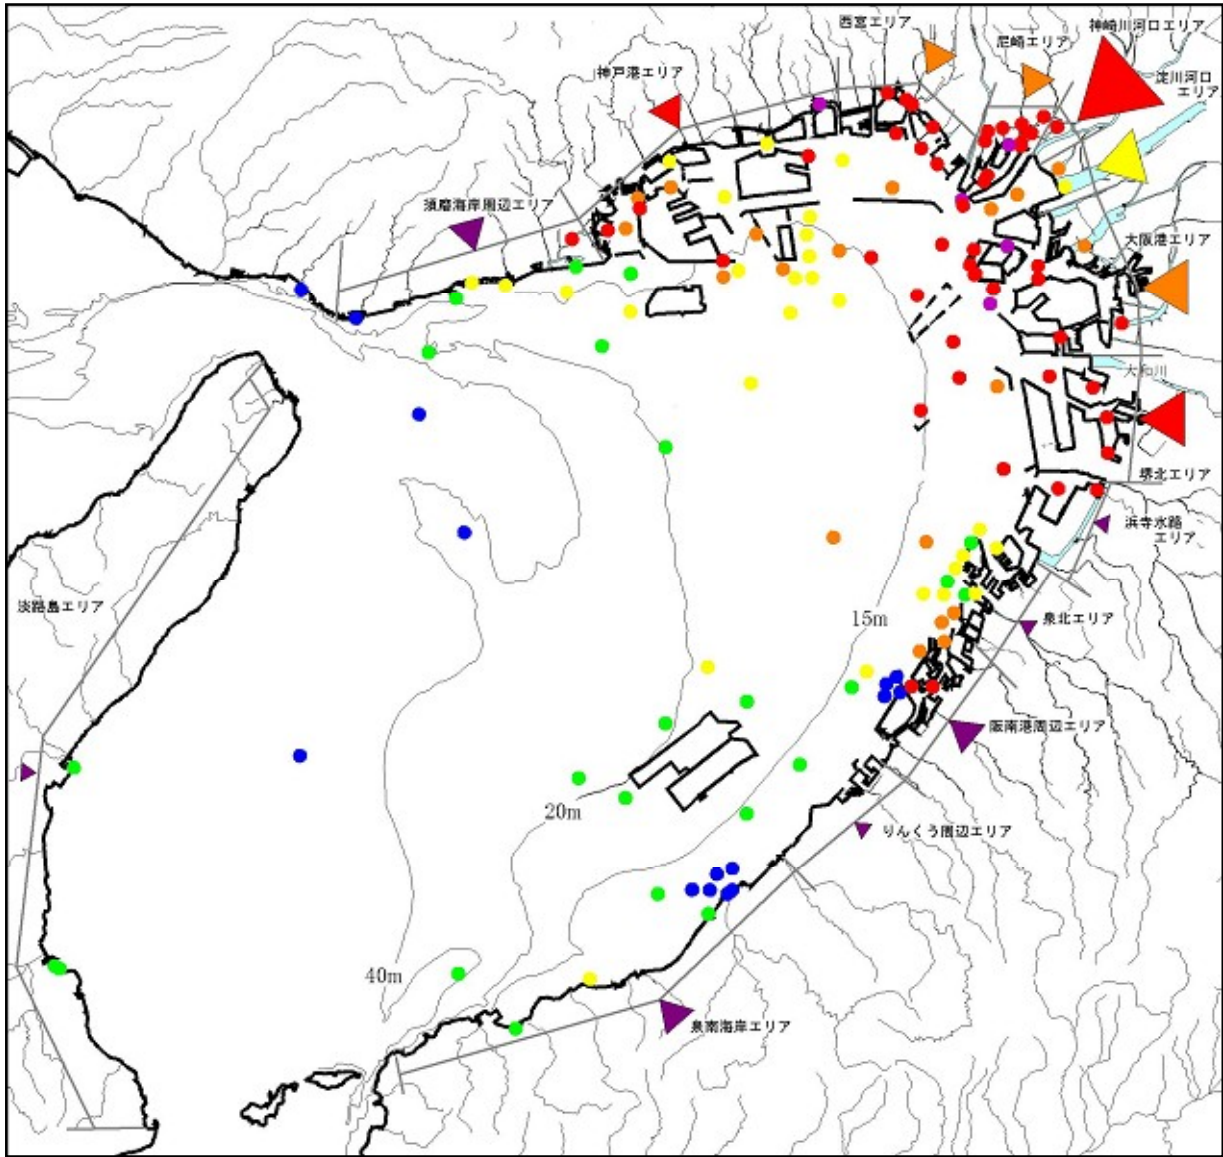 西宮エリア
尼崎エリア
神崎川河口エリア
神戸港エリア
淀川河口
エリア
須磨海岸周辺エリア
大阪港エリア
大和川
堺北エリア
浜寺水路
エリア
淡路島エリア
15m
泉北エリア
阪南港周辺エリア
20m
りんくう周辺エリア
40m
泉南海岸エリア